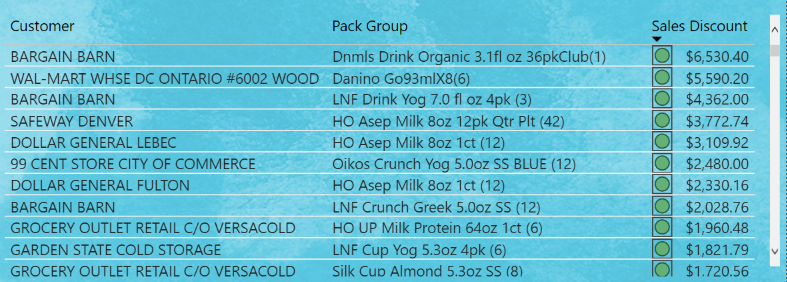 Customer Pack Group Sales Discount
BARGAIN BARN Dnmls Drink Organic 3.1fl oz 36pkClub(1) $6,530.40
WAL-MART WHSE DC ONTARIO #6002 WOOD Danino Go93mlX8(6) $5,590.20
BARGAIN BARN LNF Drink Yog 7.0 fl oz 4pk (3) $4,362.00
SAFEWAY DENVER HO Asep Milk 8oz 12pk Qtr Plt (42) $3,772.74
DOLLAR GENERAL LEBEC HO Asep Milk 8oz 1ct (12) $3,109.92
99 CENT STORE CITY OF COMMERCE Oikos Crunch Yog 5.0oz SS BLUE (12) $2,480.00
DOLLAR GENERAL FULTON HO Asep Milk 8oz 1ct (12) $2,330.16
BARGAIN BARN LNF Crunch Greek 5.0oz SS (12) $2,028.76
GROCERY OUTLET RETAIL C/O VERSACOLD HO UP Milk Protein 64oz 1ct (6) $1,960.48
GARDEN STATE COLD STORAGE LNF Cup Yog 5.3oz 4pk (6) $1,821.79
GROCERY OUTLET RETAIL C/O VERSACOLD Silk Cup Almond 5.3oz SS (8) $1,720.56